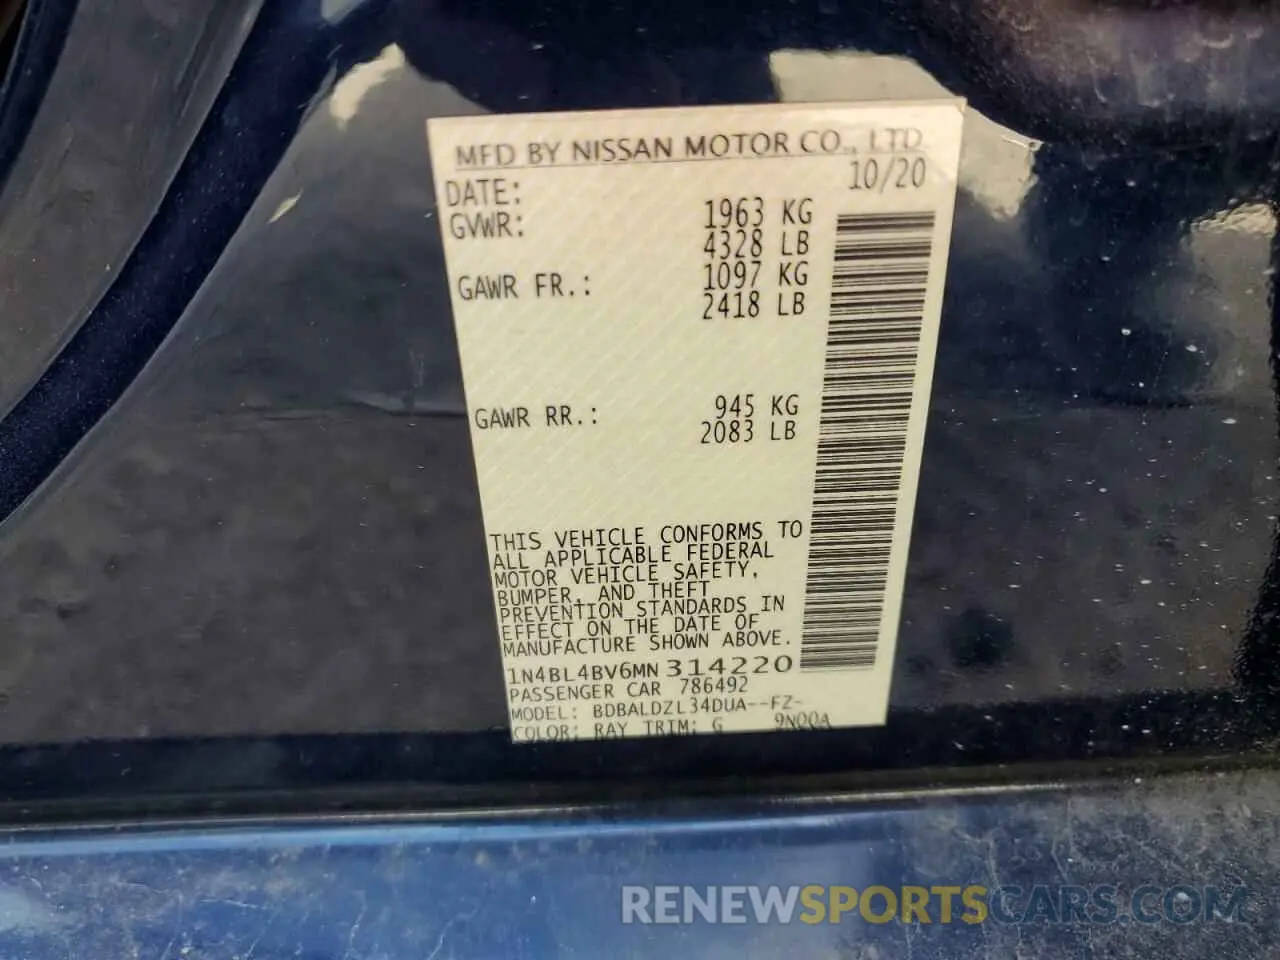 MFD BY NISSAN MOTOR CO., LTD.
DATE: 10/20
GVWR: 1963 KG
4328 LB
GAWR FR.: 1097 KG
2418 LB
GAWR RR.: 945 KG
2083 LB
THIS VEHICLE CONFORMS TO
ALL APPLICABLE FEDERAL
MOTOR VEHICLE SAFETY,
BUMPER, AND THEFT
PREVENTION STANDARDS IN
EFFECT ON THE DATE OF
MANUFACTURE SHOWN ABOVE.
1N4BL4BV6MN314220
PASSENGER CAR 786492
MODEL: BDBALDZL34DUA--FZ-
COLOR: RAY TRIM: G 9N00A
RENEWSPORTSCARS.COM